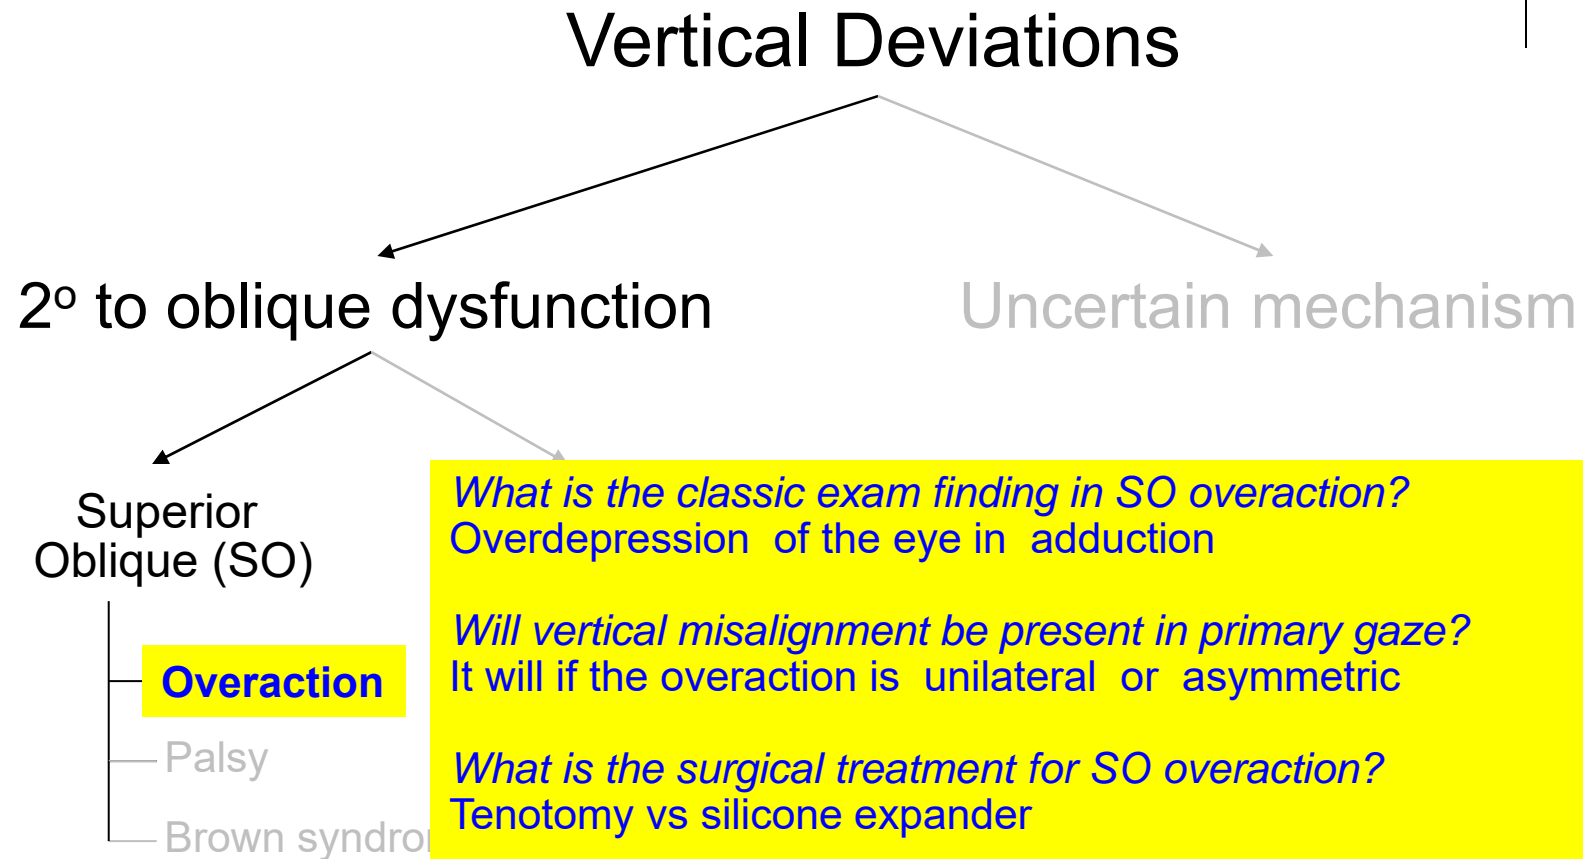 Vertical Deviations
2º to oblique dysfunction
Uncertain mechanism
Superior
Oblique (SO)
Overaction
Palsy
Brown
What is the classic exam finding in SO overaction?
Overdepression of the eye in adduction
Will vertical misalignment be present in primary gaze?
It will if the overaction is unilateral or asymmetric
What is the surgical treatment for SO overaction?
Tenotomy vs silicone expander